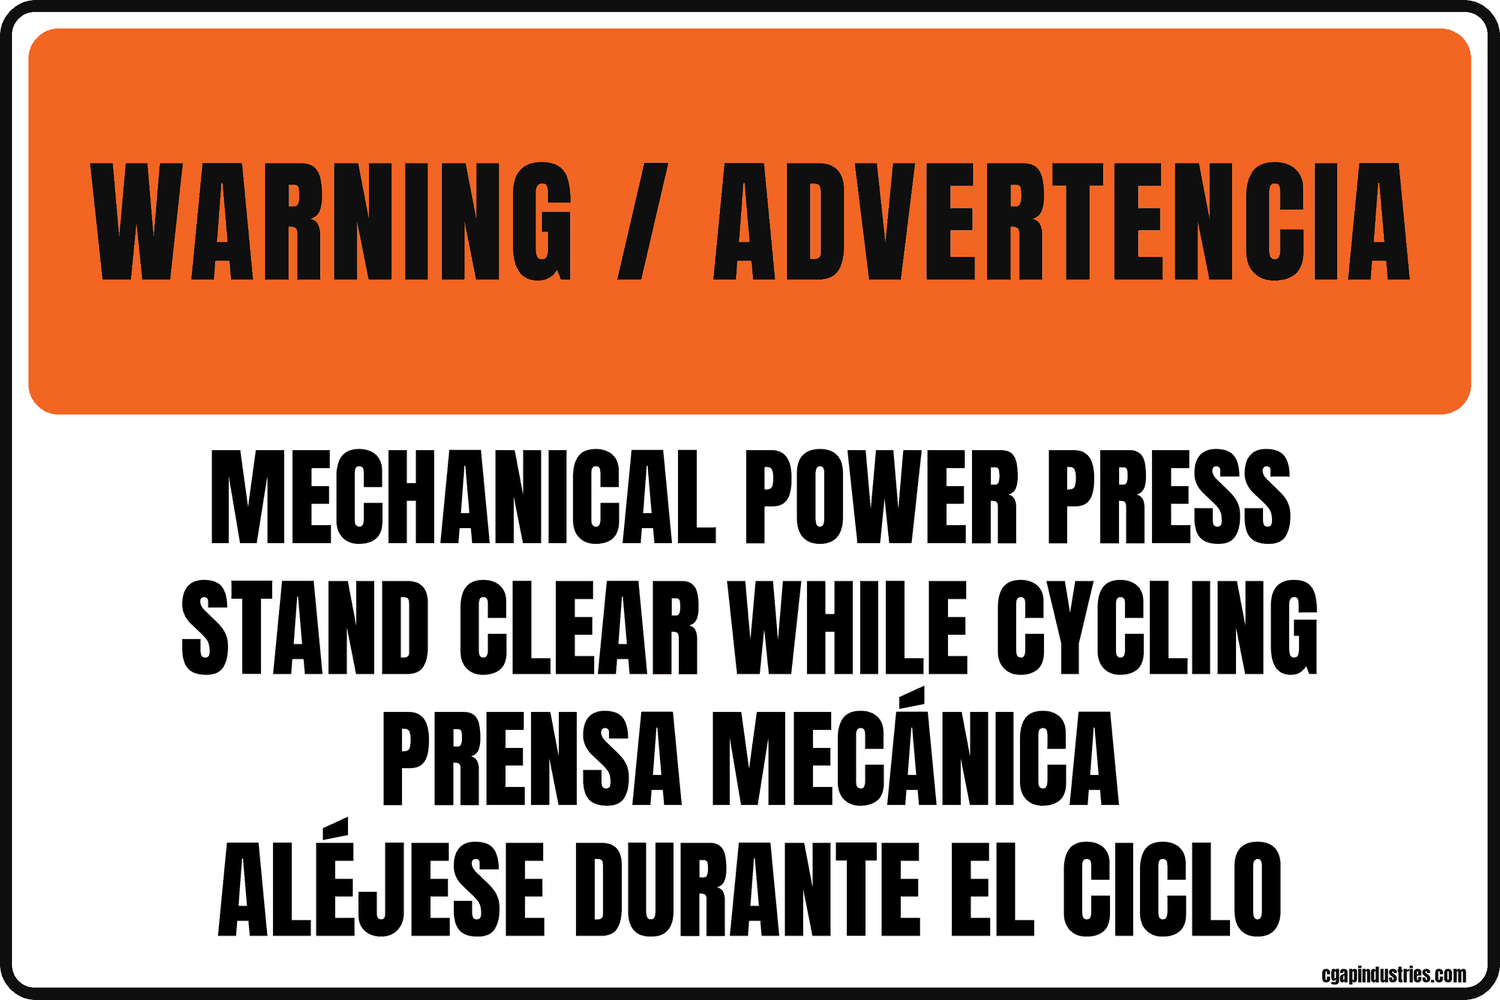 WARNING / ADVERTENCIA
MECHANICAL POWER PRESS
STAND CLEAR WHILE CYCLING
PRENSA MECÁNICA
ALÉJESE DURANTE EL CICLO
cgapindustries.com